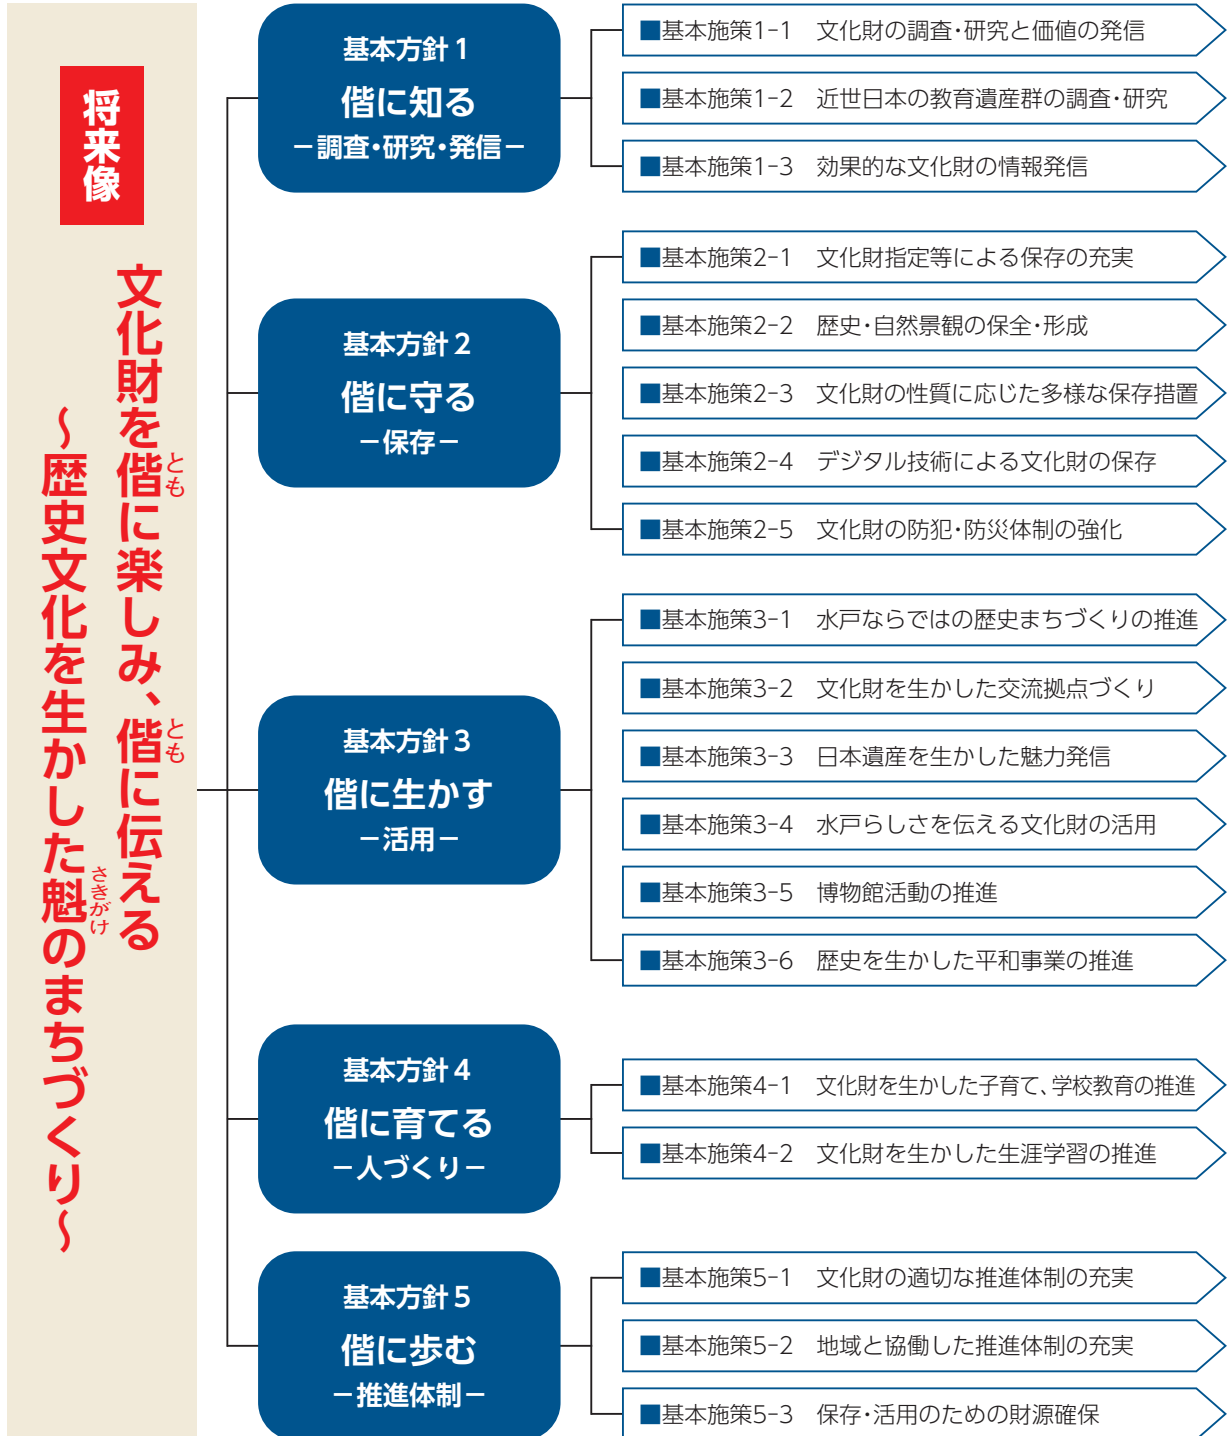 将来像
文化財を偕に楽しみ、偕に伝える
とも
とも
～歴史文化を生かした魁のまちづくり～
さきがけ
基本方針1
偕に知る
－調査・研究・発信－
■基本施策1-1 文化財の調査・研究と価値の発信
■基本施策1-2 近世日本の教育遺産群の調査・研究
■基本施策1-3 効果的な文化財の情報発信
基本方針2
偕に守る
－保存－
■基本施策2-1 文化財指定等による保存の充実
■基本施策2-2 歴史・自然景観の保全・形成
■基本施策2-3 文化財の性質に応じた多様な保存措置
■基本施策2-4 デジタル技術による文化財の保存
■基本施策2-5 文化財の防犯・防災体制の強化
基本方針3
偕に生かす
－活用－
■基本施策3-1 水戸ならではの歴史まちづくりの推進
■基本施策3-2 文化財を生かした交流拠点づくり
■基本施策3-3 日本遺産を生かした魅力発信
■基本施策3-4 水戸らしさを伝える文化財の活用
■基本施策3-5 博物館活動の推進
■基本施策3-6 歴史を生かした平和事業の推進
基本方針4
偕に育てる
－人づくり－
■基本施策4-1 文化財を生かした子育て、学校教育の推進
■基本施策4-2 文化財を生かした生涯学習の推進
基本方針5
偕に歩む
－推進体制－
■基本施策5-1 文化財の適切な推進体制の充実
■基本施策5-2 地域と協働した推進体制の充実
■基本施策5-3 保存・活用のための財源確保